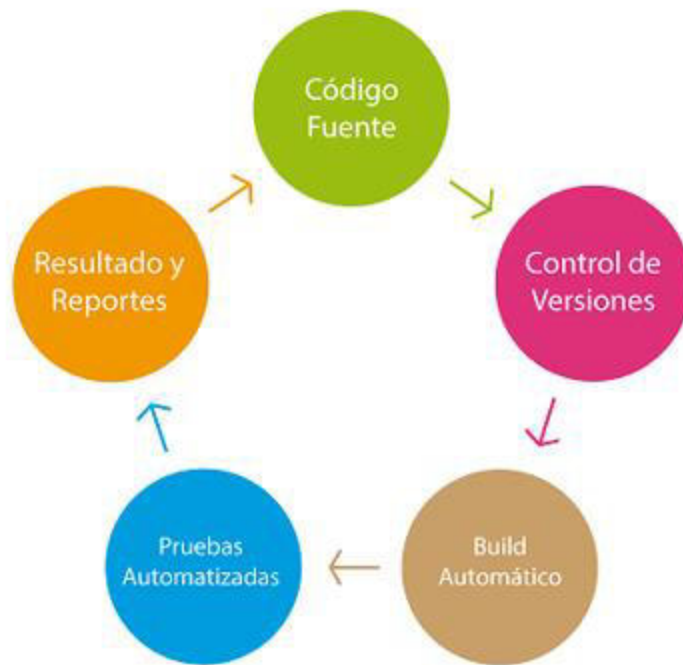 Código
Fuente
Control de
Versiones
Build
Automático
Pruebas
Automatizadas
Resultado y
Reportes